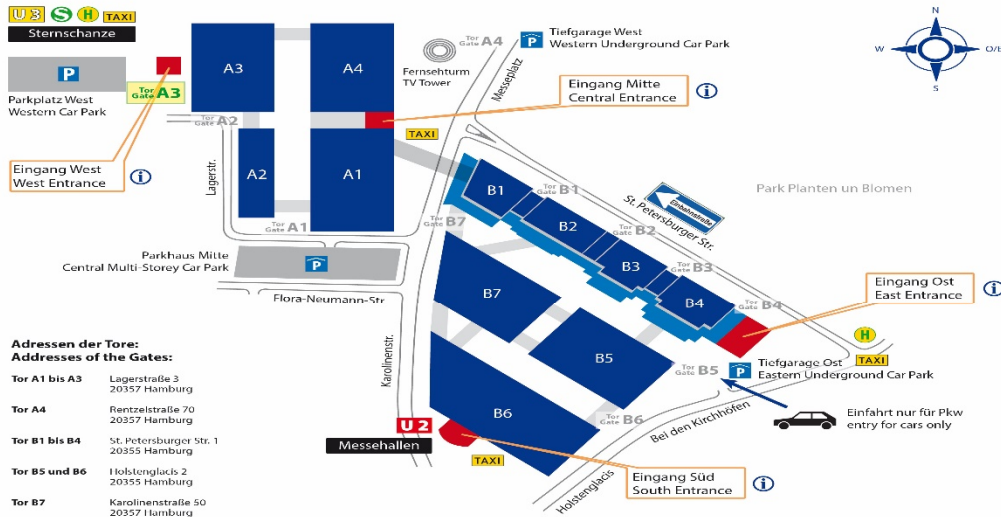 U3 S H TAXI
Sternschanze
P
Parkplatz West
Western Car Park
Tor
Gate A3
A3
A4
Tor
Gate A4
Fernsehturm
TV Tower
Messeplatz
P
Tiefgarage West
Western Underground Car Park
N
W
O/E
S
Eingang Mitte
Central Entrance
i
Tor
Gate A2
TAXI
Eingang West
West Entrance
i
Lagerstr.
A2
A1
B1
Tor
Gate B1
Einbahnstraße
St. Petersburger Str.
Park Planten un Blomen
Tor
Gate A1
Tor
Gate B7
B2
Tor
Gate B2
Parkhaus Mitte
Central Multi-Storey Car Park
P
B3
Tor
Gate B3
Flora-Neumann-Str
B7
B4
Tor
Gate B4
Eingang Ost
East Entrance
i
H
TAXI
Adressen der Tore:
Addresses of the Gates:
Karolinenstr.
B5
Tor
Gate B5
P
Tiefgarage Ost
Eastern Underground Car Park
Tor A1 bis A3
Lagerstraße 3
20357 Hamburg
Tor A4
Rentzelstraße 70
20357 Hamburg
B6
Tor
Gate B6
Bei den Kirchhöfen
Einfahrt nur für Pkw
entry for cars only
U2
Messehallen
TAXI
Tor B1 bis B4
St. Petersburger Str. 1
20355 Hamburg
Tor B5 und B6
Holstenglacis 2
20355 Hamburg
Eingang Süd
South Entrance
i
Holstenglacis
Tor B7
Karolinenstraße 50
20357 Hamburg